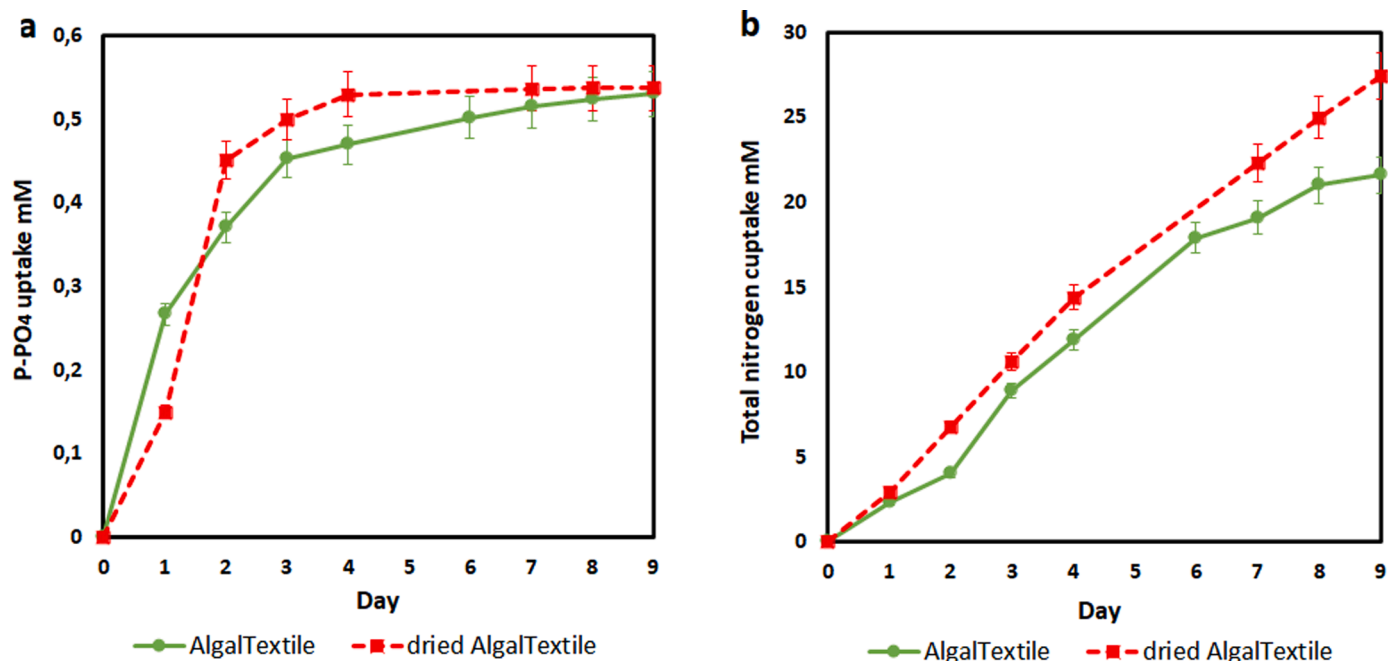 a
0,6
0,5
0,4
0,3
0,2
0,1
0
P-PO4 uptake mM
0 1 2 3 4 5 6 7 8 9
Day
AlgalTextile dried AlgalTextile
b
30
25
20
15
10
5
0
Total nitrogen cuptake mM
0 1 2 3 4 5 6 7 8 9
Day
AlgalTextile dried AlgalTextile